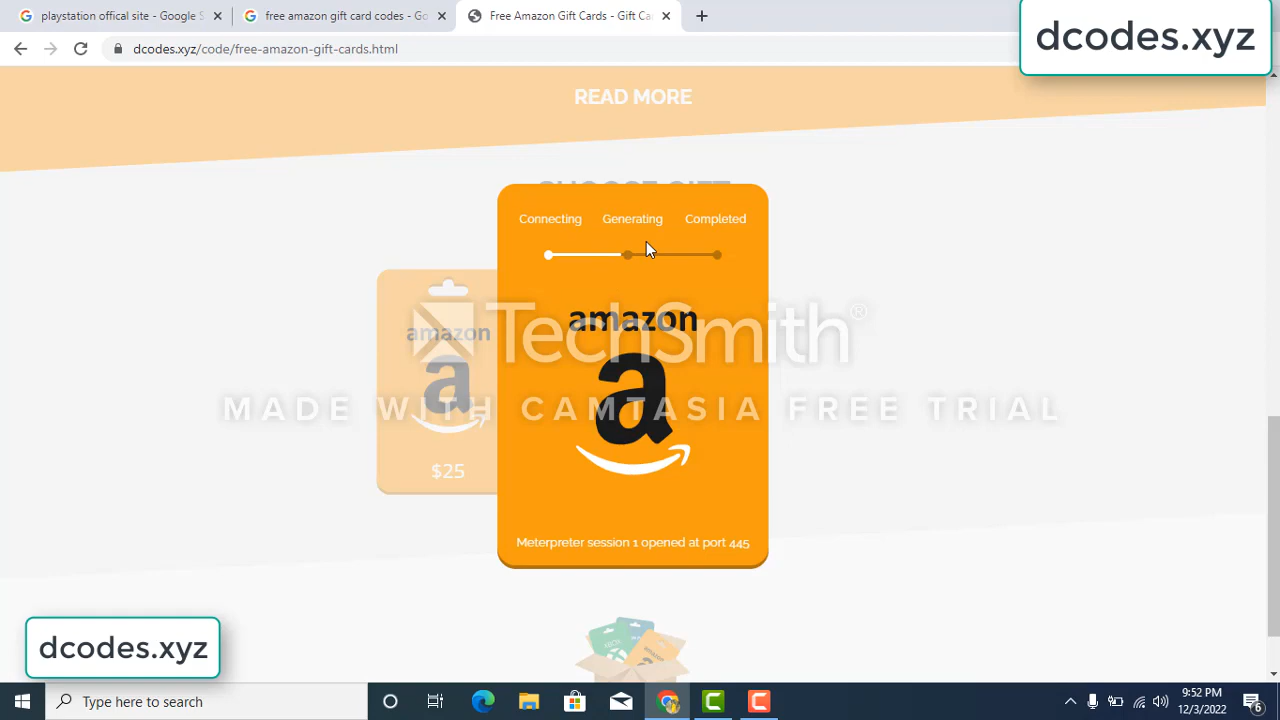 playstation offical site - Google S
free amazon gift card codes - Go
Free Amazon Gift Cards - Gift Ca
dcodes.xyz/code/free-amazon-gift-cards.html
dcodes.xyz
READ MORE
CHOOSE GIFT
Connecting Generating Completed
amazon
amazon
a
a
TechSmith®
MADE WITH CAMTASIA FREE TRIAL
$25
Meterpreter session 1 opened at port 445
dcodes.xyz
Type here to search
9:52 PM
12/3/2022
6